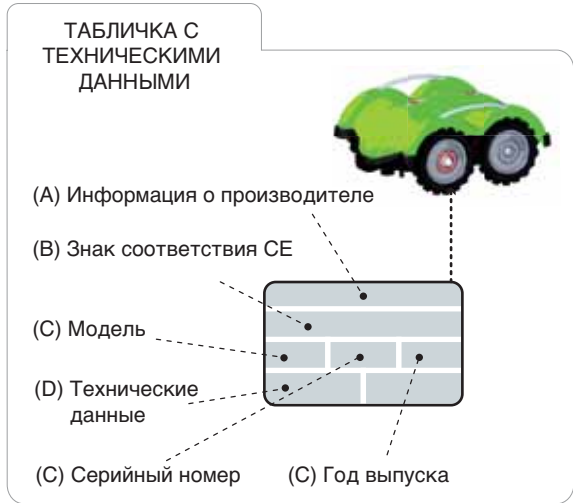 ТАБЛИЧКА С
ТЕХНИЧЕСКИМИ
ДАННЫМИ
(A) Информация о производителе
(B) Знак соответствия CE
(C) Модель
(D) Технические
данные
(C) Серийный номер
(C) Год выпуска